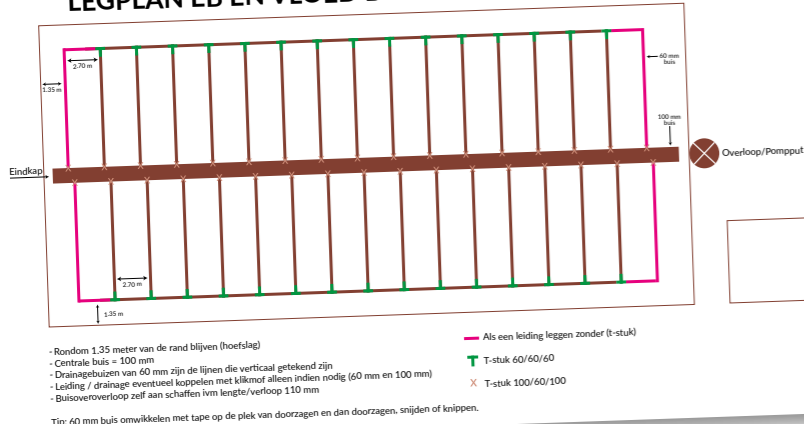 LEGPLAN EB EN VLOED
60 mm
buis
2.70 m
1.35 m
100 mm
buis
Eindkap
Overloop/Pompput
2.70 m
1.35 m
- Rondom 1,35 meter van de rand blijven (hoefslag)
- Centrale buis = 100 mm
- Drainagebuizen van 60 mm zijn de lijnen die verticaal getekend zijn
- Leiding / drainage eventueel koppelen met klikmof alleen indien nodig (60 mm en 100 mm)
- Buisoveroverloop zelf aan schaffen ivm lengte/verloop 110 mm
Tip: 60 mm buis omwikkelen met tape op de plek van doorzagen en dan doorzagen, snijden of knippen.
Als een leiding leggen zonder (t-stuk)
T-stuk 60/60/60
X T-stuk 100/60/100